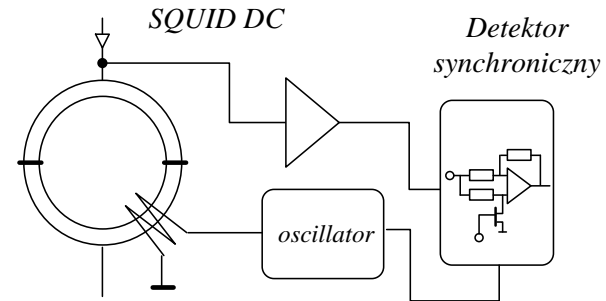 SQUID DC
Detektor
synchroniczny
oscillator